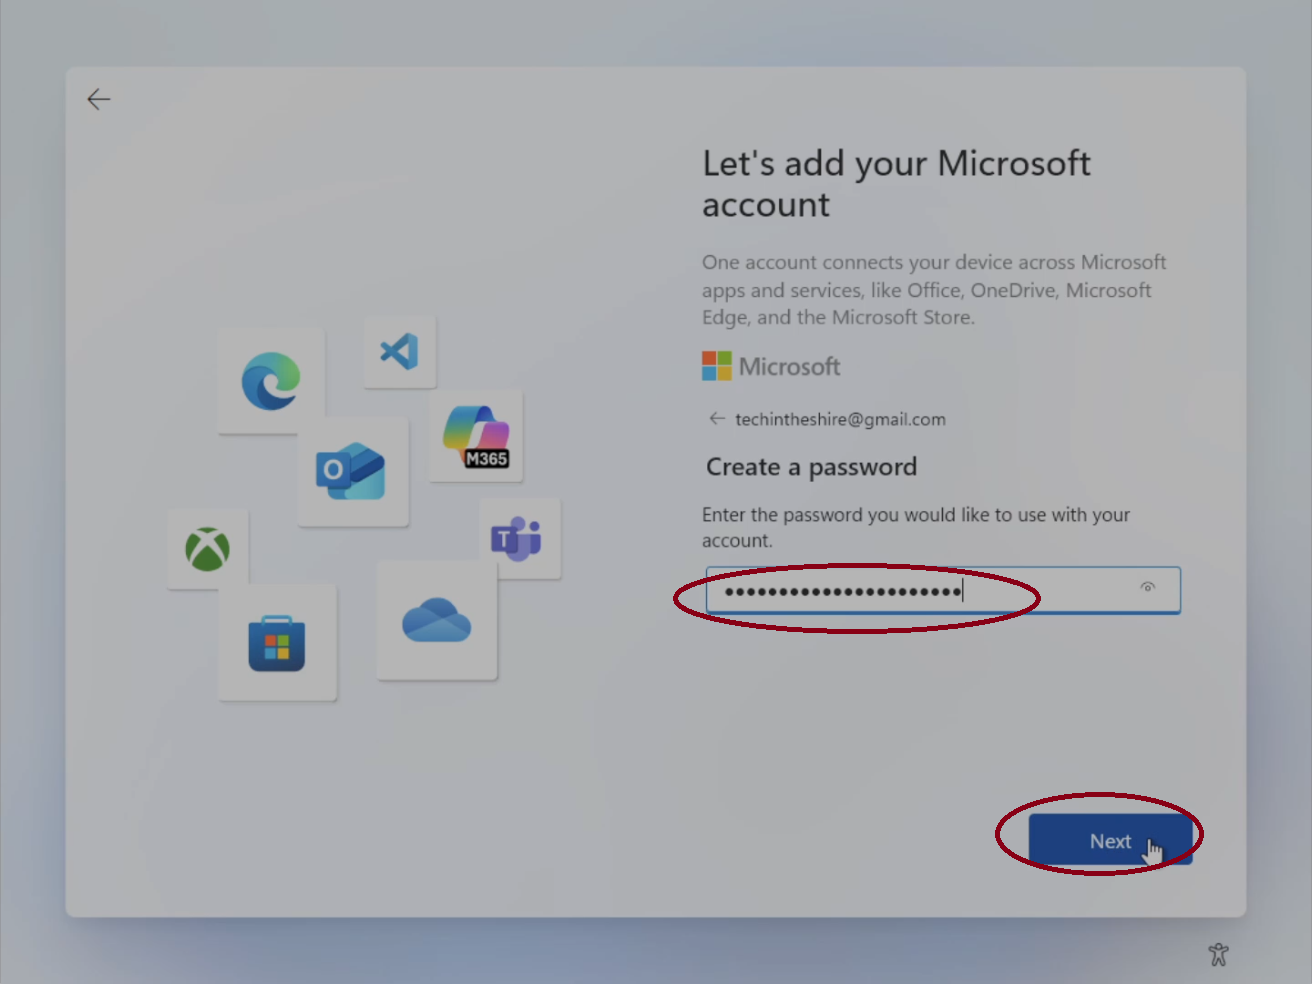 Let's add your Microsoft
account
One account connects your device across Microsoft
apps and services, like Office, OneDrive, Microsoft
Edge, and the Microsoft Store.
Microsoft
techintheshire@gmail.com
Create a password
Enter the password you would like to use with your
account.
M365
O
T
Next